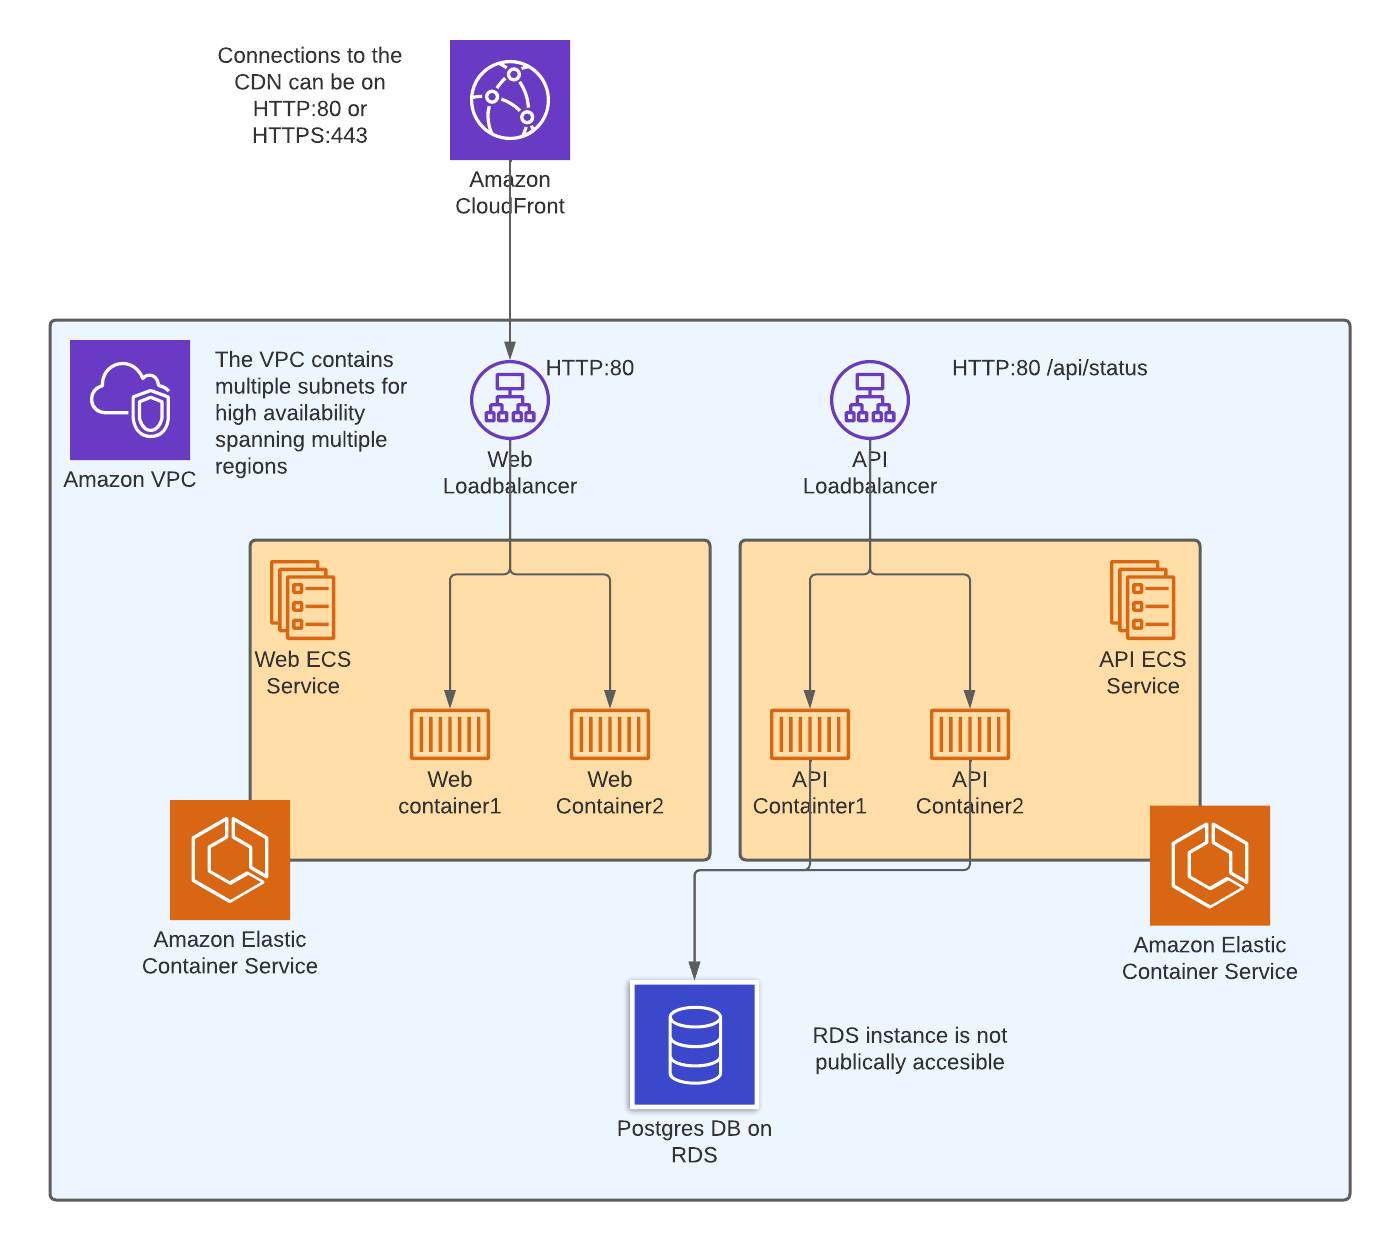 Connections to the
CDN can be on
HTTP:80 or
HTTPS:443
Amazon
CloudFront
The VPC contains
multiple subnets for
high availability
spanning multiple
regions
Amazon VPC
HTTP:80
HTTP:80 /api/status
Web
Loadbalancer
API
Loadbalancer
Web ECS
Service
API ECS
Service
Web
container1
Web
Container2
API
Containter1
API
Container2
Amazon Elastic
Container Service
Amazon Elastic
Container Service
RDS instance is not
publically accesible
Postgres DB on
RDS